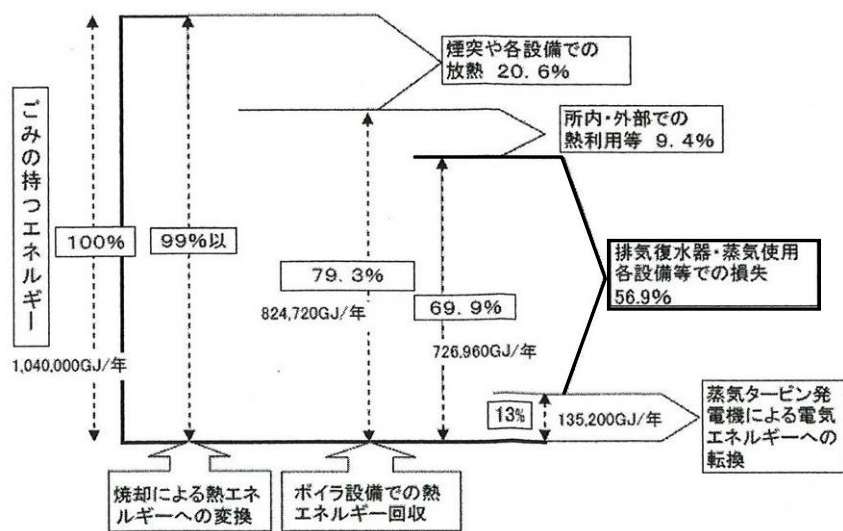 煙突や各設備での
放熱 20.6%
所内・外部での
熱利用等 9.4%
ごみの持つエネルギー
100%
99%以
79.3%
824,720GJ/年
69.9%
726,960GJ/年
排気復水器・蒸気使用
各設備等での損失
56.9%
1,040,000GJ/年
13%
135,200GJ/年
蒸気タービン発
電機による電気
エネルギーへの
転換
焼却による熱エネ
ルギーへの変換
ボイラ設備での熱
エネルギー回収